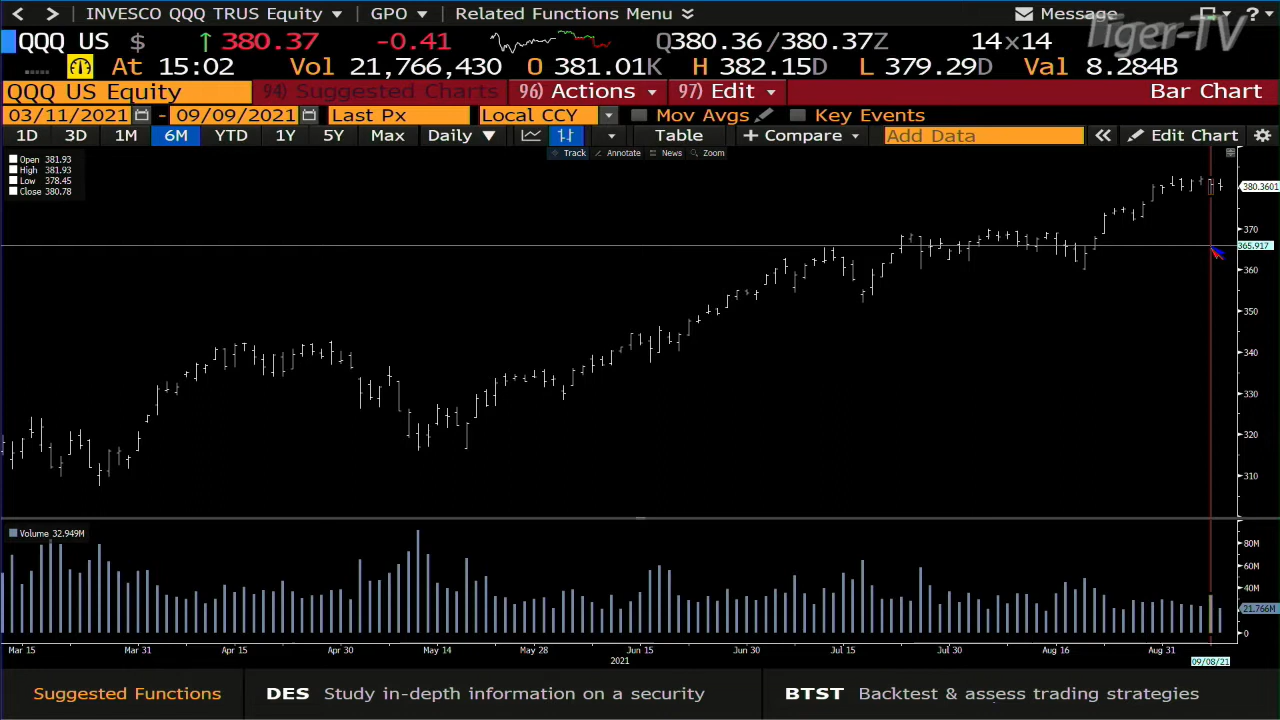 INVESCO QQQ TRUS Equity GPO Related Functions Menu Message ?
Tiger-TV
QQQ US $ ↑ 380.37 -0.41 Q380.36/380.37Z 14×14
At 15:02 Vol 21,766,430 O 381.01K H 382.15D L 379.29D Val 8.284B
QQQ US Equity 94) Suggested Charts 96) Actions 97) Edit Bar Chart
03/11/2021 - 09/09/2021 Last Px Local CCY Mov Avgs Key Events
1D 3D 1M 6M YTD 1Y 5Y Max Daily ▼ Table + Compare Add Data « Edit Chart
Track Annotate News Zoom
Open 381.93
High 381.93
Low 378.45
Close 380.78
380.3601
370
365.917
360
350
340
330
320
310
Volume 32.949M
80M
60M
40M
21.766M
0
Mar 15 Mar 31 Apr 15 Apr 30 May 14 May 28 Jun 15 Jun 30 Jul 15 Jul 30 Aug 16 Aug 31
2021 09/08/21
Suggested Functions DES Study in-depth information on a security BTST Backtest & assess trading strategies